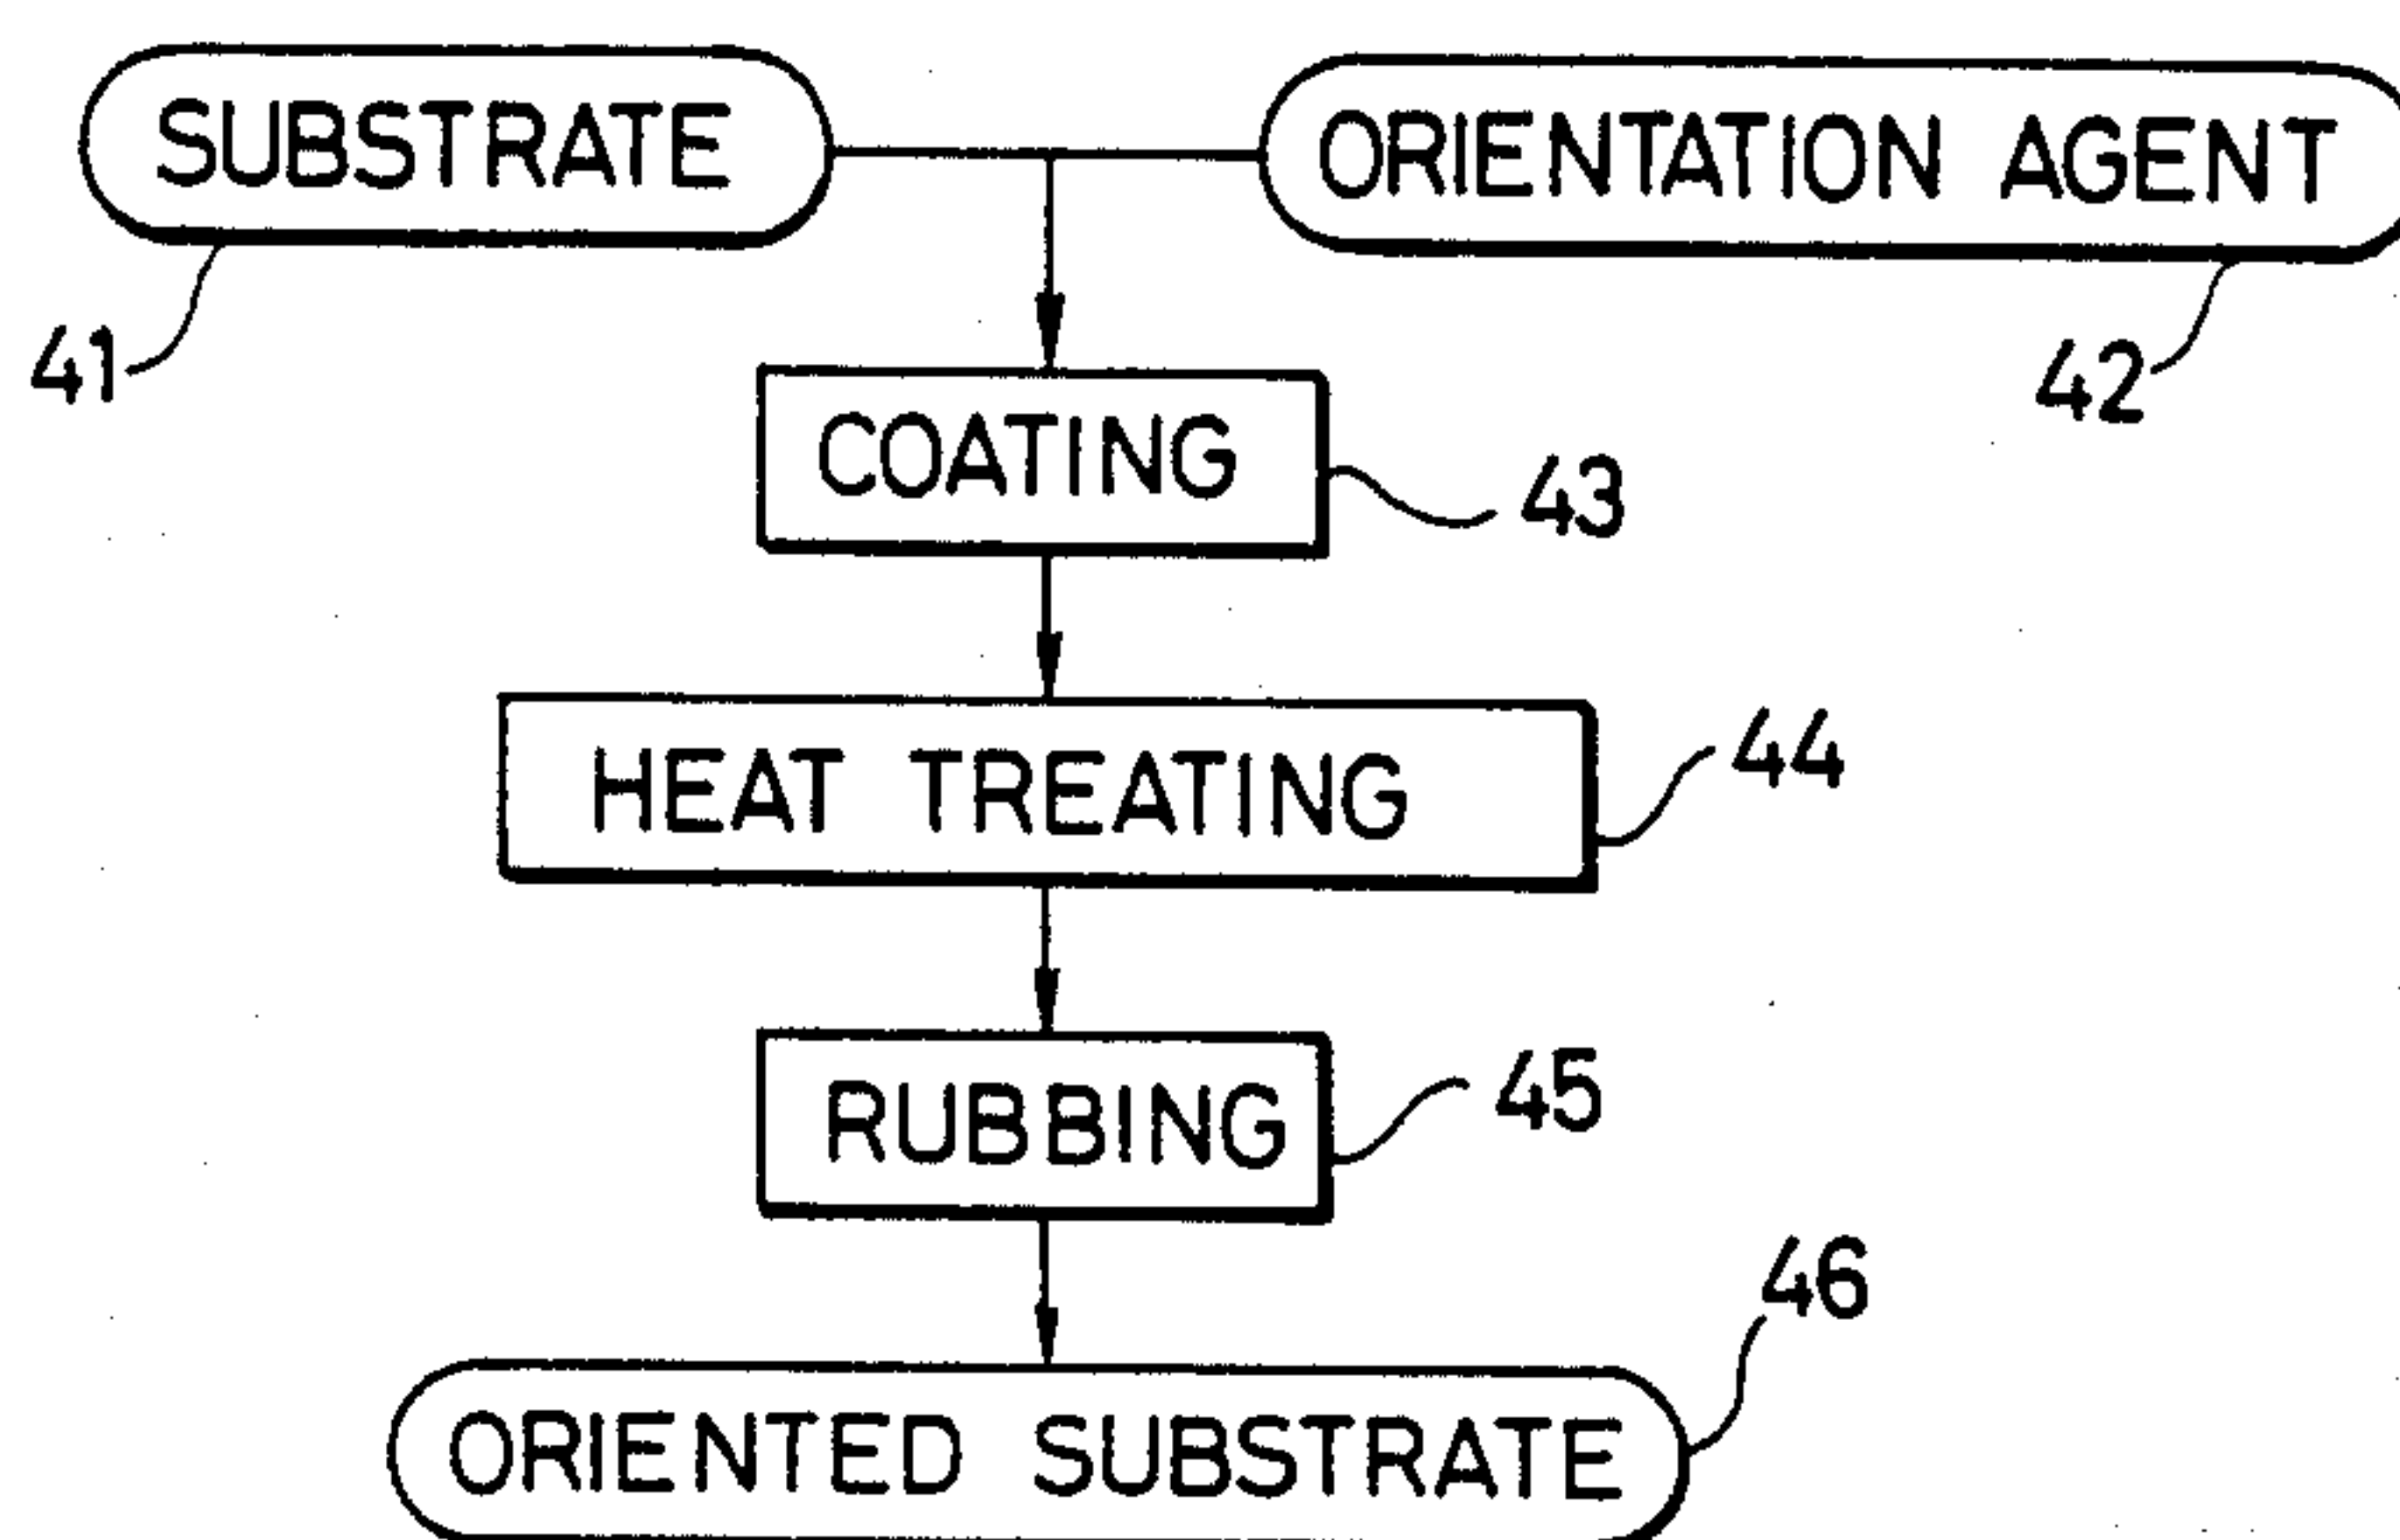 SUBSTRATE
ORIENTATION AGENT
41
42
COATING
43
HEAT TREATING
44
RUBBING
45
46
ORIENTED SUBSTRATE